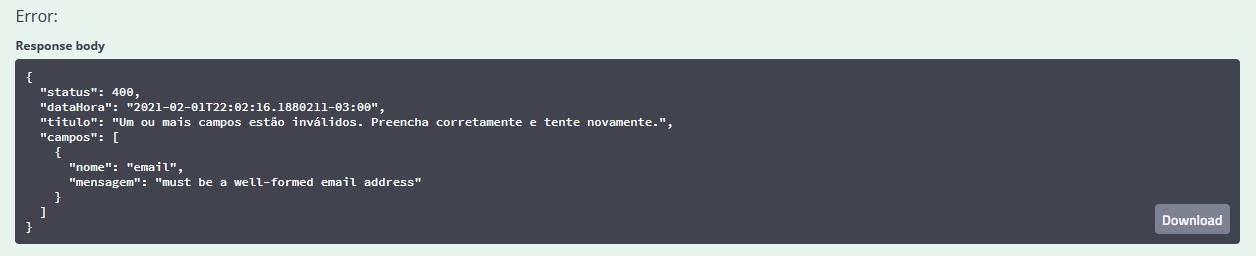 Error:
Response body
{
"status": 400,
"dataHora": "2021-02-01T22:02:16.1880211-03:00",
"titulo": "Um ou mais campos estão inválidos. Preencha corretamente e tente novamente.",
"campos": [
{
"nome": "email",
"mensagem": "must be a well-formed email address"
}
]
}
Download